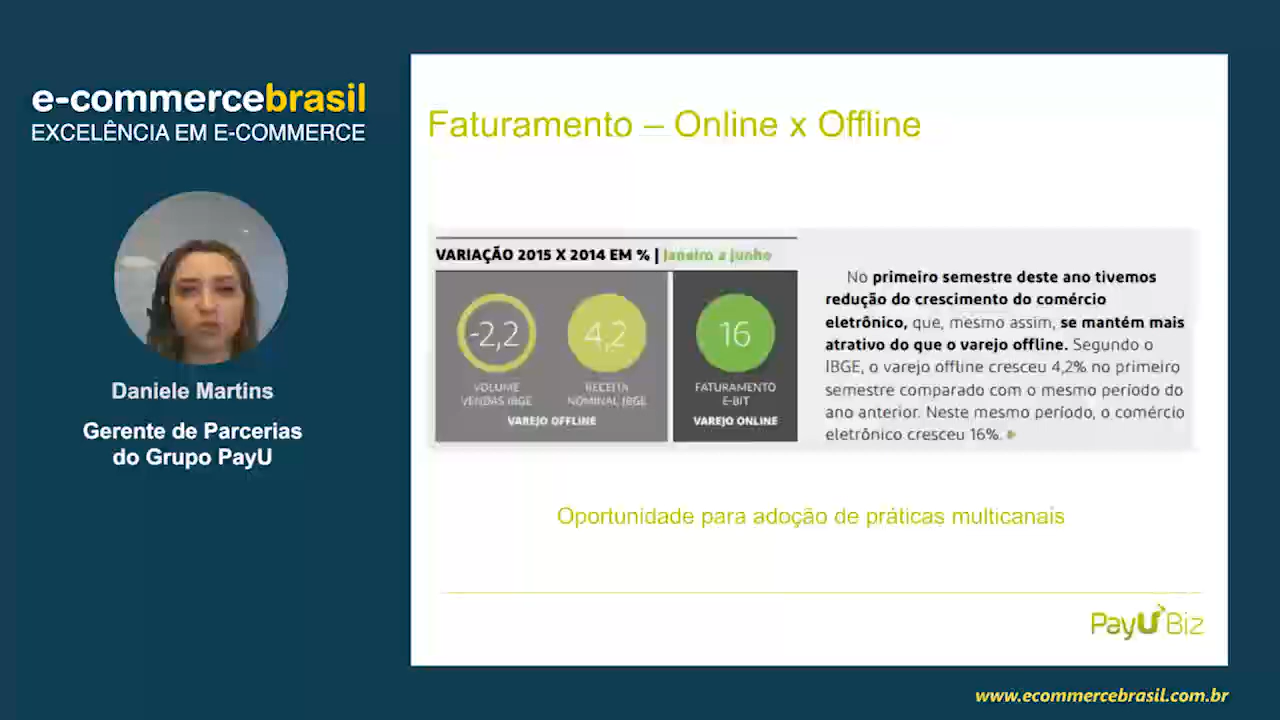 e-commercebrasil
EXCELÊNCIA EM E-COMMERCE
Daniele Martins
Gerente de Parcerias
do Grupo PayU
Faturamento – Online x Offline
VARIAÇÃO 2015 X 2014 EM % | Janeiro a Junho
-2,2
4,2
16
VOLUME
VENDAS IBGE
RECEITA
NOMINAL IBGE
VAREJO OFFLINE
FATURAMENTO
E-BIT
VAREJO ONLINE
No primeiro semestre deste ano tivemos
redução do crescimento do comércio
eletrônico, que, mesmo assim, se mantém mais
atrativo do que o varejo offline. Segundo o
IBGE, o varejo offline cresceu 4,2% no primeiro
semestre comparado com o mesmo período do
ano anterior. Neste mesmo período, o comércio
eletrônico cresceu 16%.
Oportunidade para adoção de práticas multicanais
PayU Biz
www.ecommercebrasil.com.br